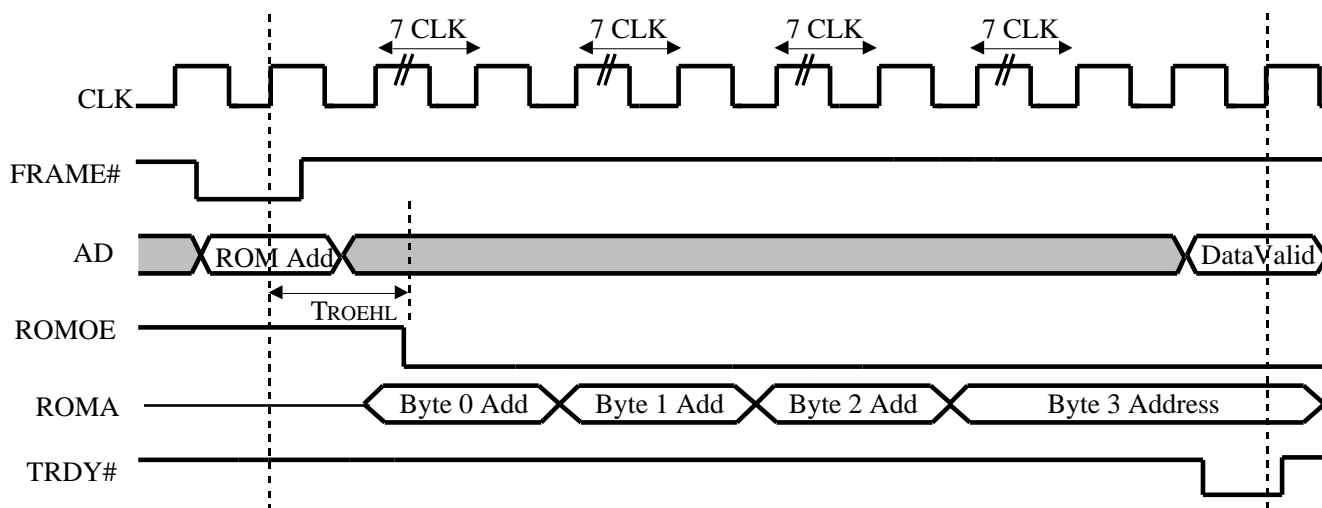 7 CLK 7 CLK 7 CLK 7 CLK
CLK
FRAME#
AD ROM Add DataValid
TROEHL
ROMOE
ROMA Byte 0 Add Byte 1 Add Byte 2 Add Byte 3 Address
TRDY#